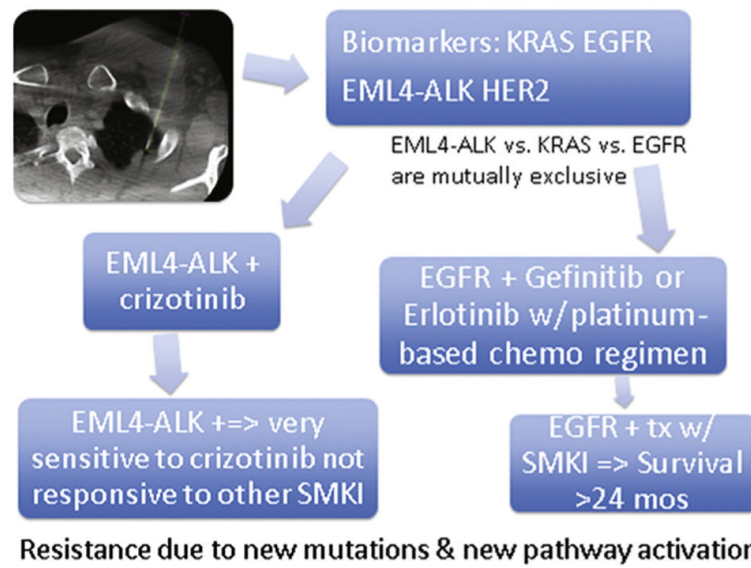 Biomarkers: KRAS EGFR
EML4-ALK HER2
EML4-ALK vs. KRAS vs. EGFR
are mutually exclusive
EML4-ALK +
crizotinib
EGFR + Gefinitib or
Erlotinib w/platinum-
based chemo regimen
EML4-ALK +=> very
sensitive to crizotinib not
responsive to other SMKI
EGFR + tx w/
SMKI => Survival
>24 mos
Resistance due to new mutations & new pathway activation